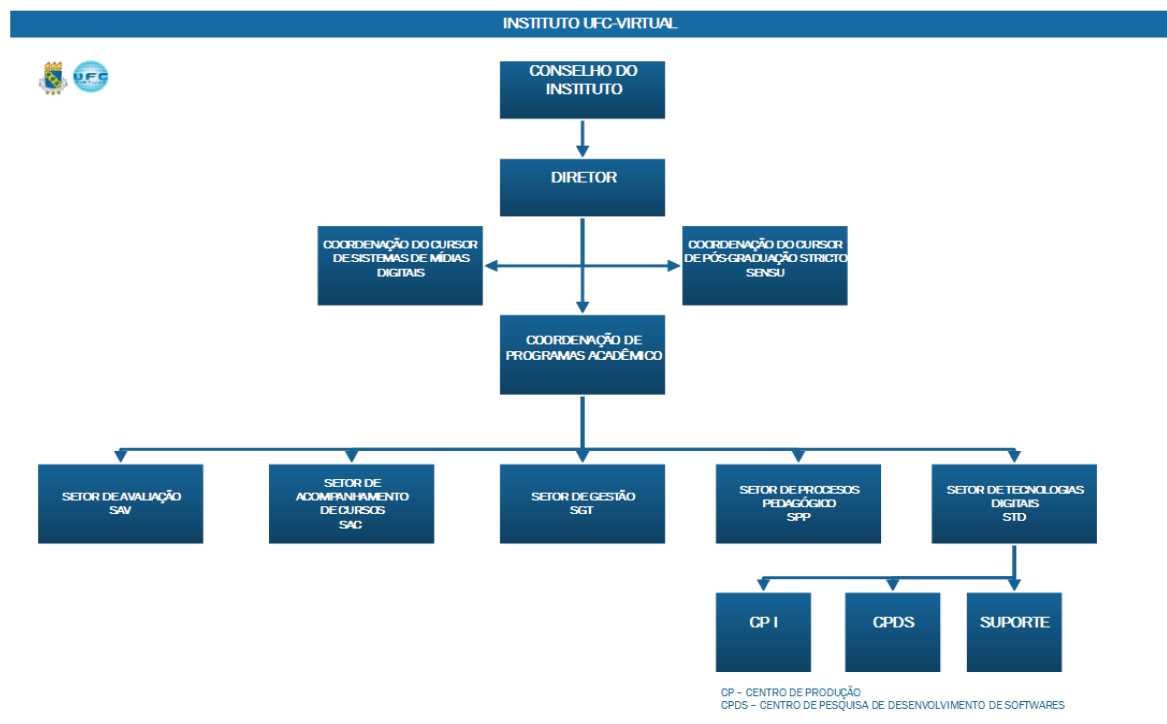 INSTITUTO UFC-VIRTUAL
UFC
CONSELHO DO
INSTITUTO
DIRETOR
COORDENAÇÃO DO CURSOR
DE SISTEMAS DE MÍDIAS
DIGITAIS
COORDENAÇÃO DO CURSOR
DE PÓS-GRADUAÇÃO STRICTO
SENSU
COORDENAÇÃO DE
PROGRAMAS ACADÊMICO
SETOR DE AVALIAÇÃO
SAV
SETOR DE
ACOMPANHAMENTO
DE CURSOS
SAC
SETOR DE GESTÃO
SGT
SETOR DE PROCESOS
PEDAGÓGICO
SPP
SETOR DE TECNOLOGIAS
DIGITAIS
STD
CP I
CPDS
SUPORTE
CP – CENTRO DE PRODUÇÃO
CPDS – CENTRO DE PESQUISA DE DESENVOLVIMENTO DE SOFTWARES